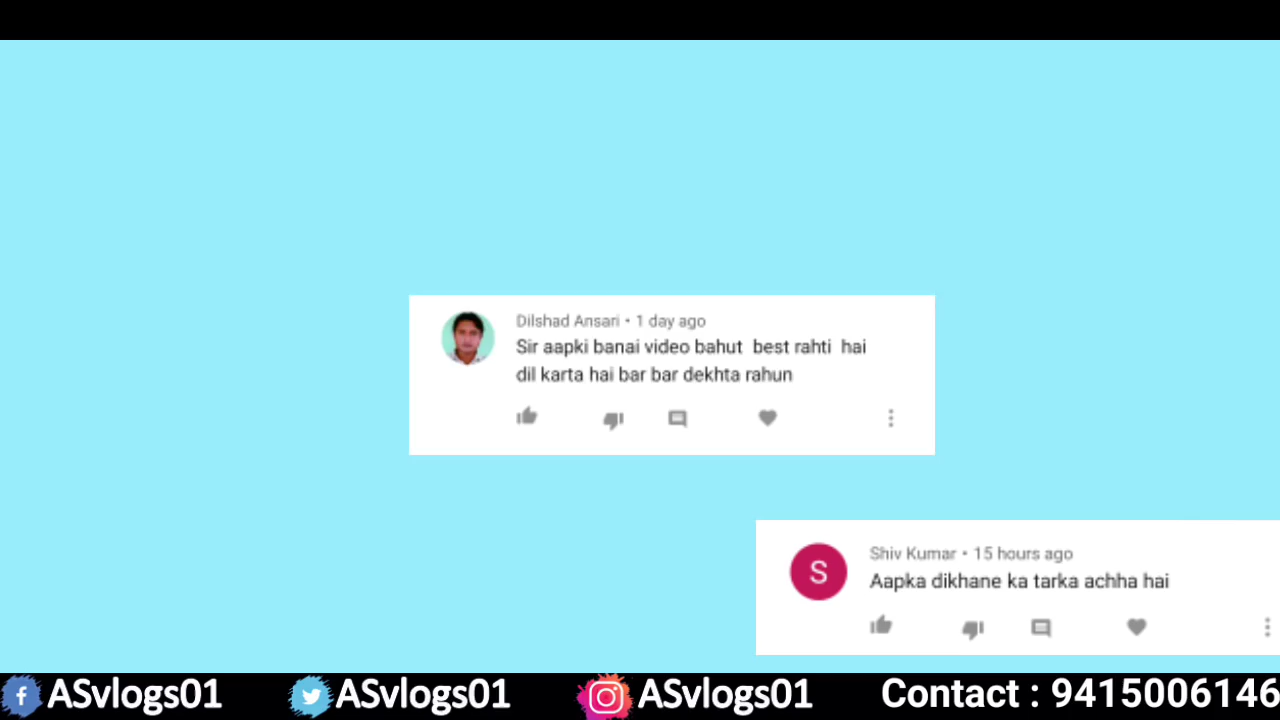 Dilshad Ansari • 1 day ago
Sir aapki banai video bahut best rahti hai
dil karta hai bar bar dekhta rahun
S
Shiv Kumar • 15 hours ago
Aapka dikhane ka tarka achha hai
ASvlogs01 ASvlogs01 ASvlogs01 Contact : 9415006146